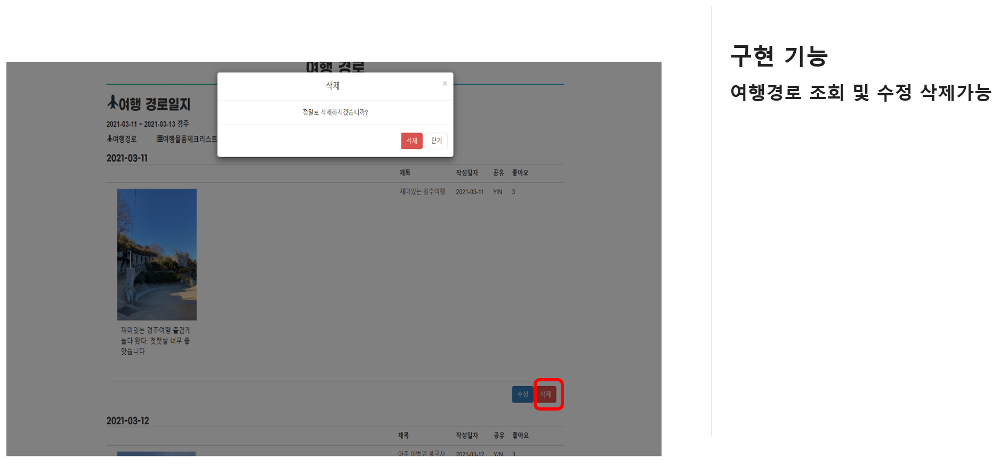 구현 기능
여행경로 조회 및 수정 삭제가능
여행 경로
삭제
x
정말로 삭제하시겠습니까?
삭제 닫기
여행 경로일지
2021-03-11 ~ 2021-03-13 경주
여행경로 여행물품체크리스트
2021-03-11
제목 작성일자 공유 좋아요
재미있는 경주여행 2021-03-11 Y/N 3
재미잇는 경주여행 즐겁게
놀다 왔다. 첫쨋날 너무 좋
앗습니다
수정 삭제
2021-03-12
제목 작성일자 공유 좋아요
아주 이뻤던 불국사 2021-03-12 Y/N 3